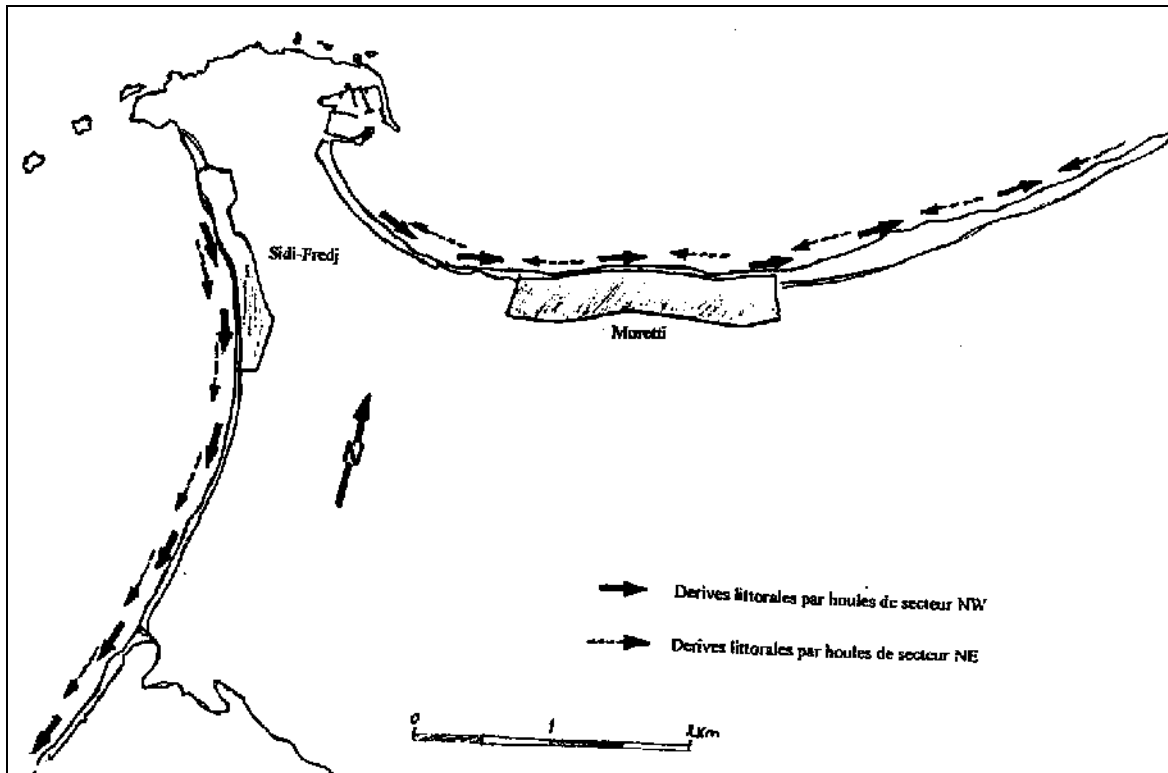 Sidi-Fredj
Moretti
N
Derives littorales par houles de secteur NW
Derives littorales par houles de secteur NE
0 1 2Km